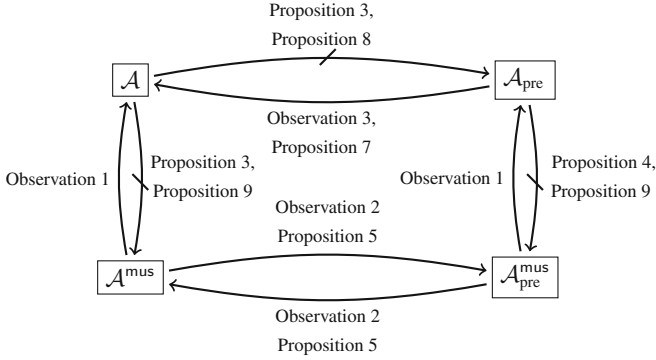 Proposition 3,
Proposition 8
𝒜
𝒜pre
Observation 3,
Proposition 7
Observation 1
Proposition 3,
Proposition 9
Observation 1
Proposition 4,
Proposition 9
Observation 2
Proposition 5
𝒜mus
𝒜muspre
Observation 2
Proposition 5